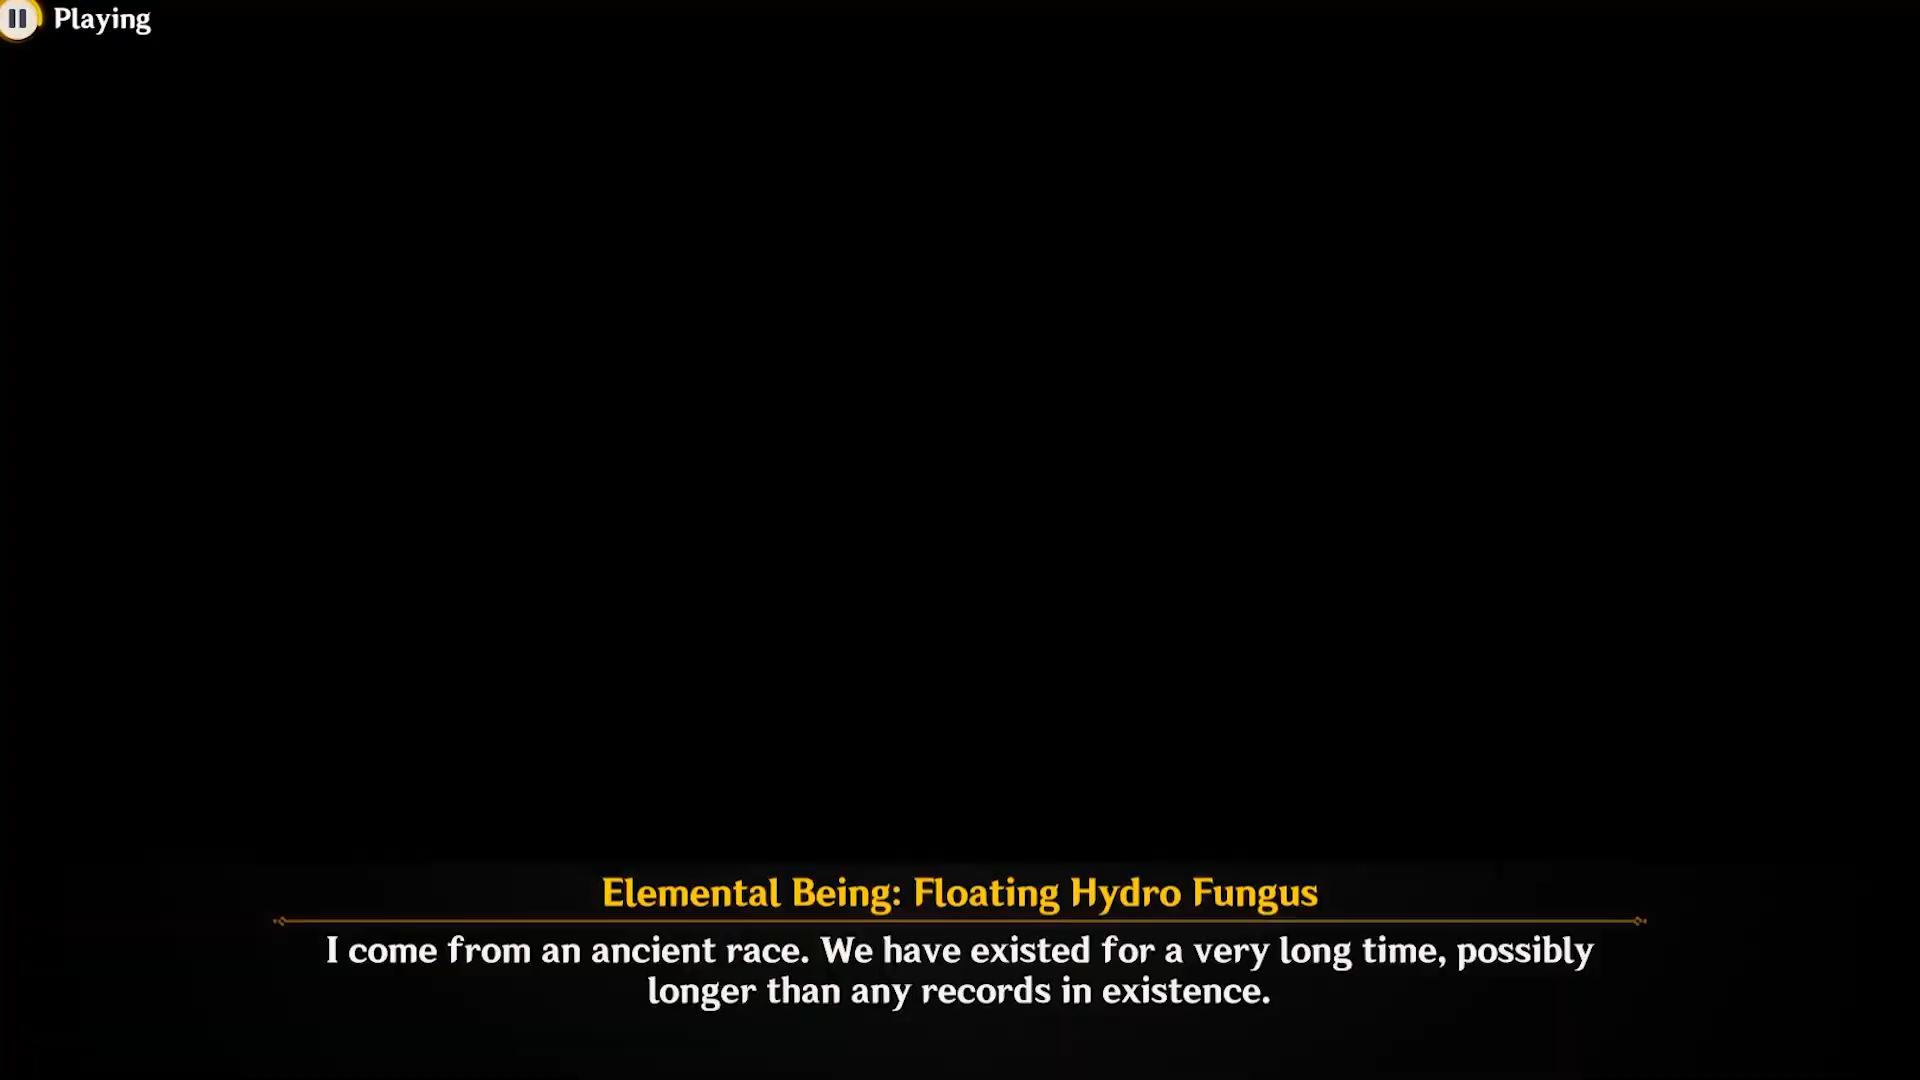 Playing
Elemental Being: Floating Hydro Fungus
I come from an ancient race. We have existed for a very long time, possibly
longer than any records in existence.